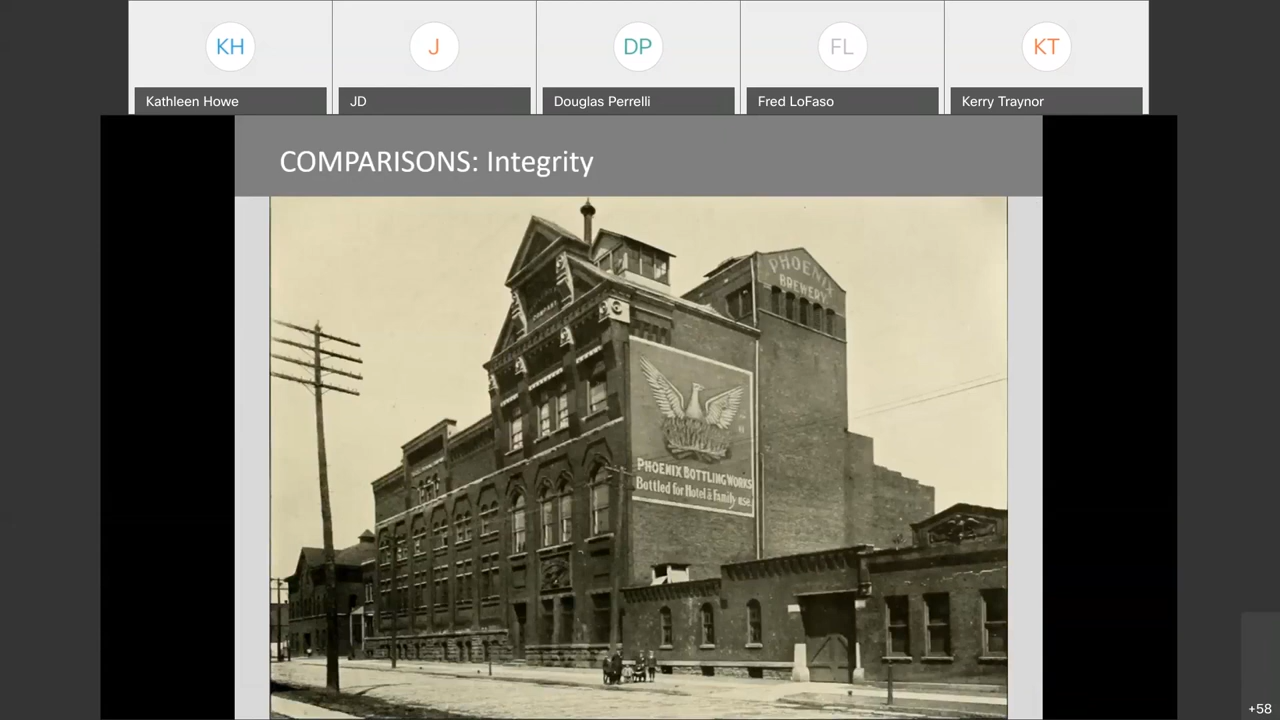 KH
J
DP
FL
KT
Kathleen Howe
JD
Douglas Perrelli
Fred LoFaso
Kerry Traynor
COMPARISONS: Integrity
COMPANY
PHOENIX
BREWERY
PHOENIX BOTTLING WORKS
Bottled for Hotel & Family use
+58